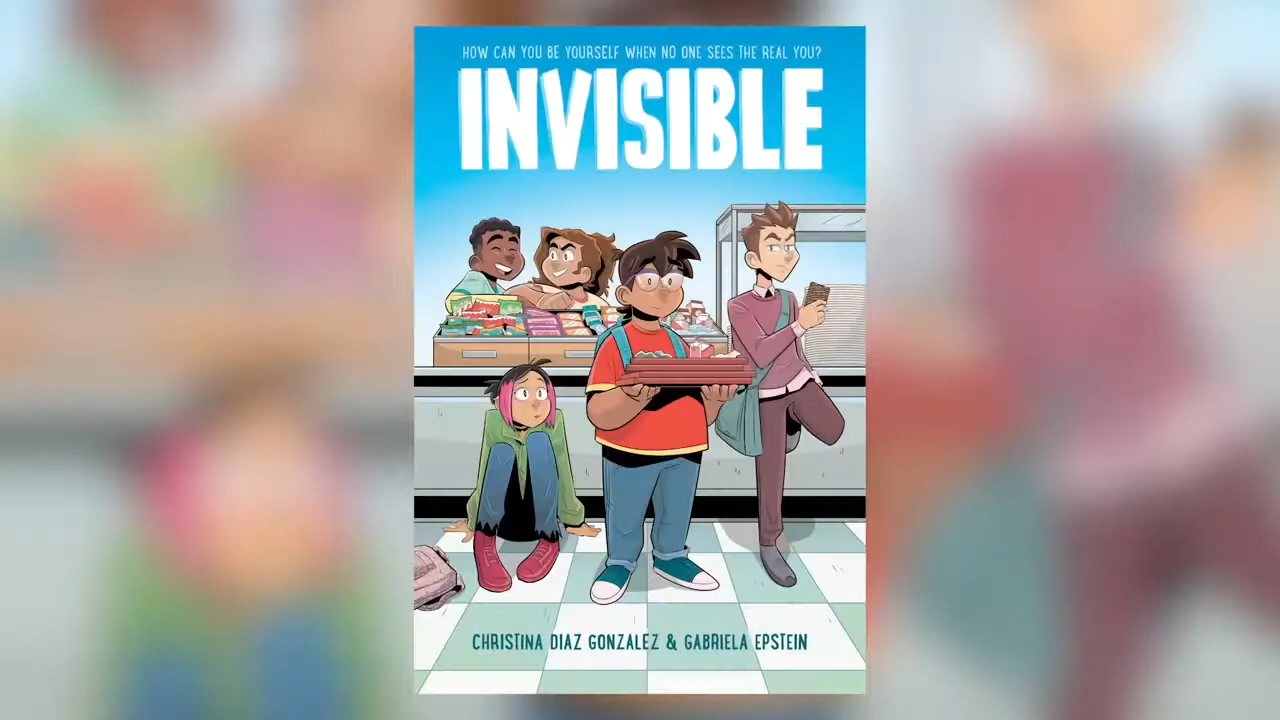 HOW CAN YOU BE YOURSELF WHEN NO ONE SEES THE REAL YOU?
INVISIBLE
CHRISTINA DIAZ GONZALEZ & GABRIELA EPSTEIN